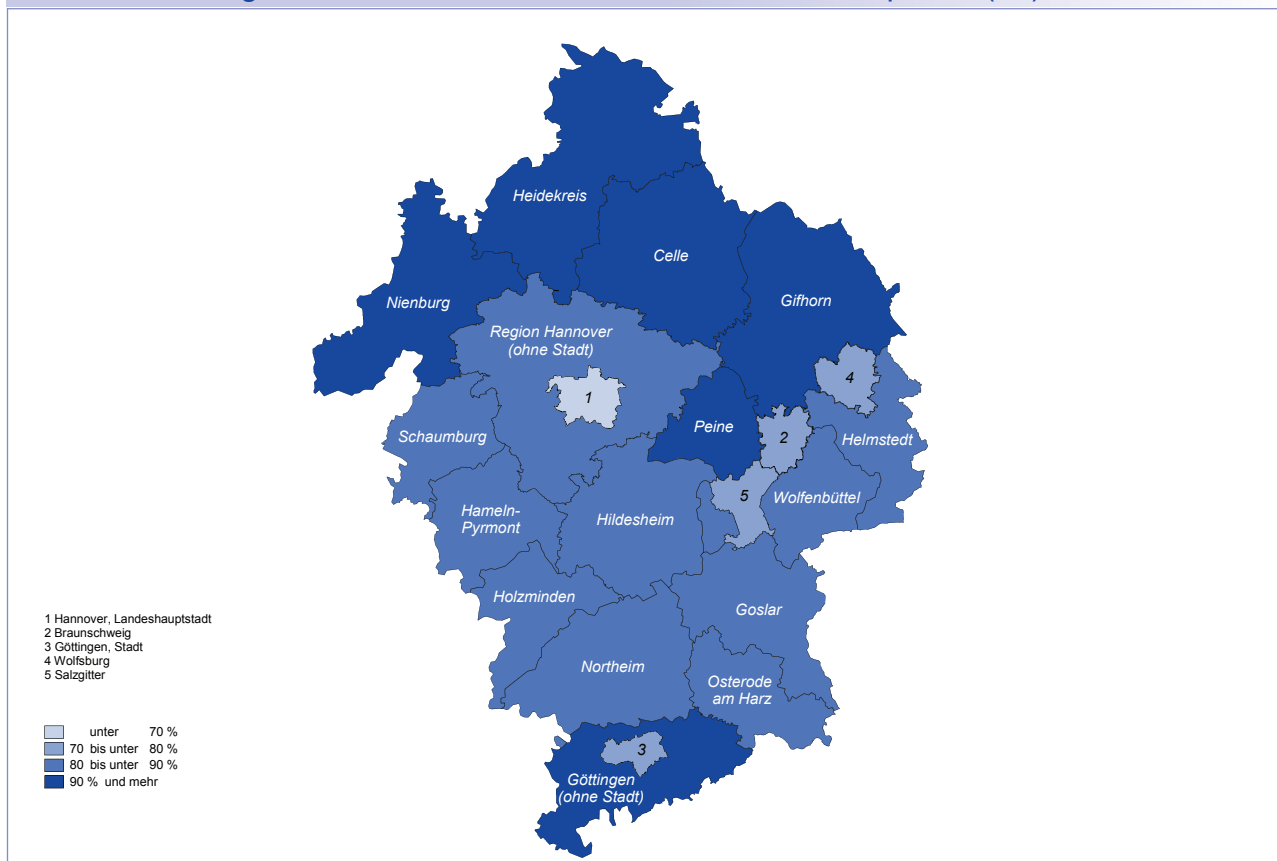 Heidekreis
Celle
Nienburg
Gifhorn
Region Hannover
(ohne Stadt)
1
4
Peine
2
Schaumburg
Helmstedt
5
Wolfenbüttel
Hameln-
Pyrmont
Hildesheim
Holzminden
Goslar
Northeim
Osterode
am Harz
3
Göttingen
(ohne Stadt)
1 Hannover, Landeshauptstadt
2 Braunschweig
3 Göttingen, Stadt
4 Wolfsburg
5 Salzgitter
unter 70 %
70 bis unter 80 %
80 bis unter 90 %
90 % und mehr